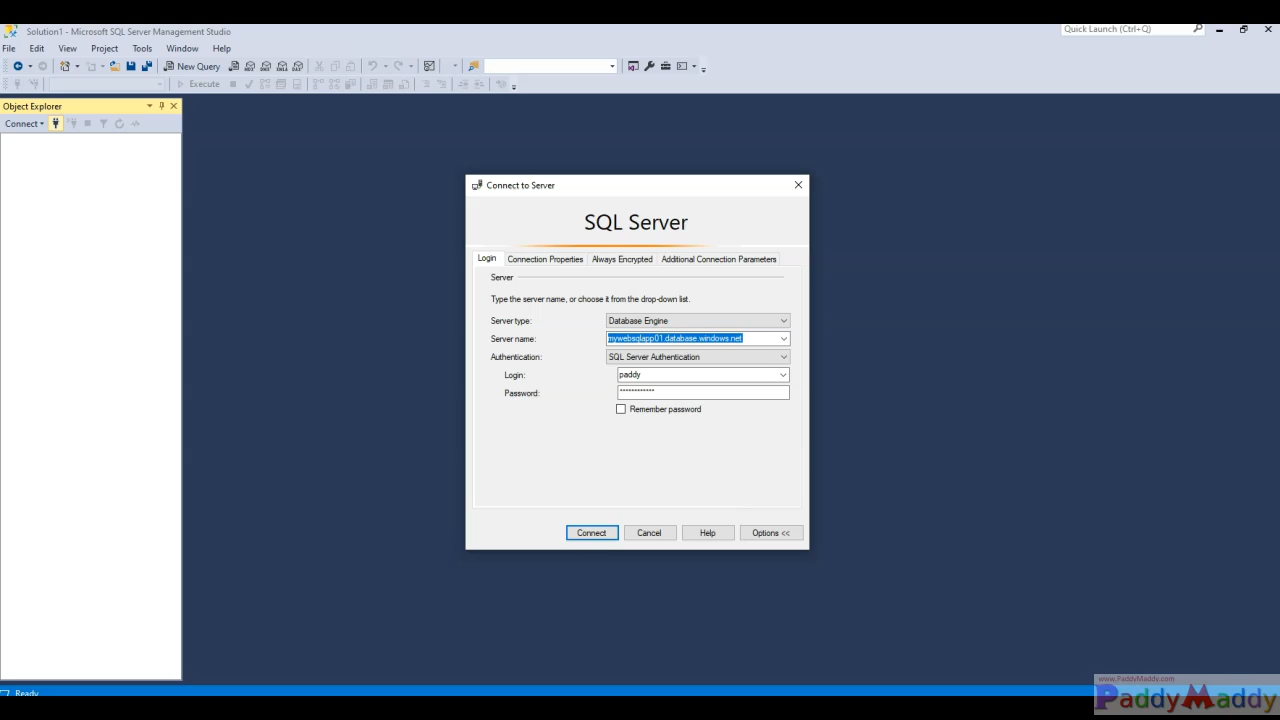 Solution1 - Microsoft SQL Server Management Studio
Quick Launch (Ctrl+Q)
File Edit View Project Tools Window Help
New Query
Execute
Object Explorer
Connect
Connect to Server
SQL Server
Login Connection Properties Always Encrypted Additional Connection Parameters
Server
Type the server name, or choose it from the drop-down list.
Server type: Database Engine
Server name: mywebsqlapp01.database.windows.net
Authentication: SQL Server Authentication
Login: paddy
Password: ************
Remember password
Connect Cancel Help Options <<
Ready
www.PaddyMaddy.com
PaddyMaddy